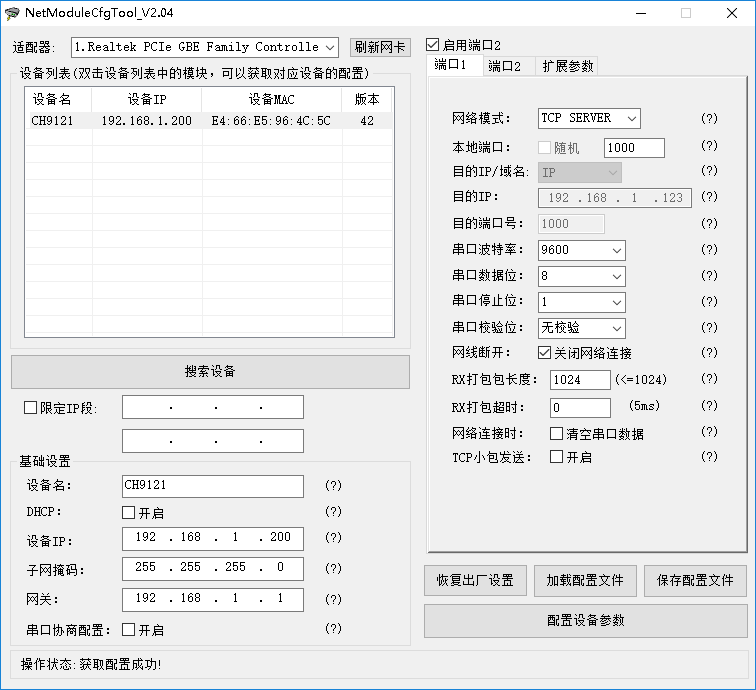 NetModuleCfgTool_V2.04
适配器: 1.Realtek PCIe GBE Family Controlle 刷新网卡
设备列表(双击设备列表中的模块，可以获取对应设备的配置)
设备名 设备IP 设备MAC 版本
CH9121 192.168.1.200 E4:66:E5:96:4C:5C 42
搜索设备
限定IP段: . . .
. . .
基础设置
设备名: CH9121 (?)
DHCP: 开启 (?)
设备IP: 192 . 168 . 1 . 200 (?)
子网掩码: 255 . 255 . 255 . 0 (?)
网关: 192 . 168 . 1 . 1 (?)
串口协商配置: 开启 (?)
启用端口2
端口1 端口2 扩展参数
网络模式: TCP SERVER (?)
本地端口: 随机 1000 (?)
目的IP/域名: IP (?)
目的IP: 192 . 168 . 1 . 123 (?)
目的端口号: 1000 (?)
串口波特率: 9600 (?)
串口数据位: 8 (?)
串口停止位: 1 (?)
串口校验位: 无校验 (?)
网线断开: 关闭网络连接 (?)
RX打包包长度: 1024 (<=1024) (?)
RX打包超时: 0 (5ms) (?)
网络连接时: 清空串口数据 (?)
TCP小包发送: 开启 (?)
恢复出厂设置 加载配置文件 保存配置文件
配置设备参数
操作状态: 获取配置成功!